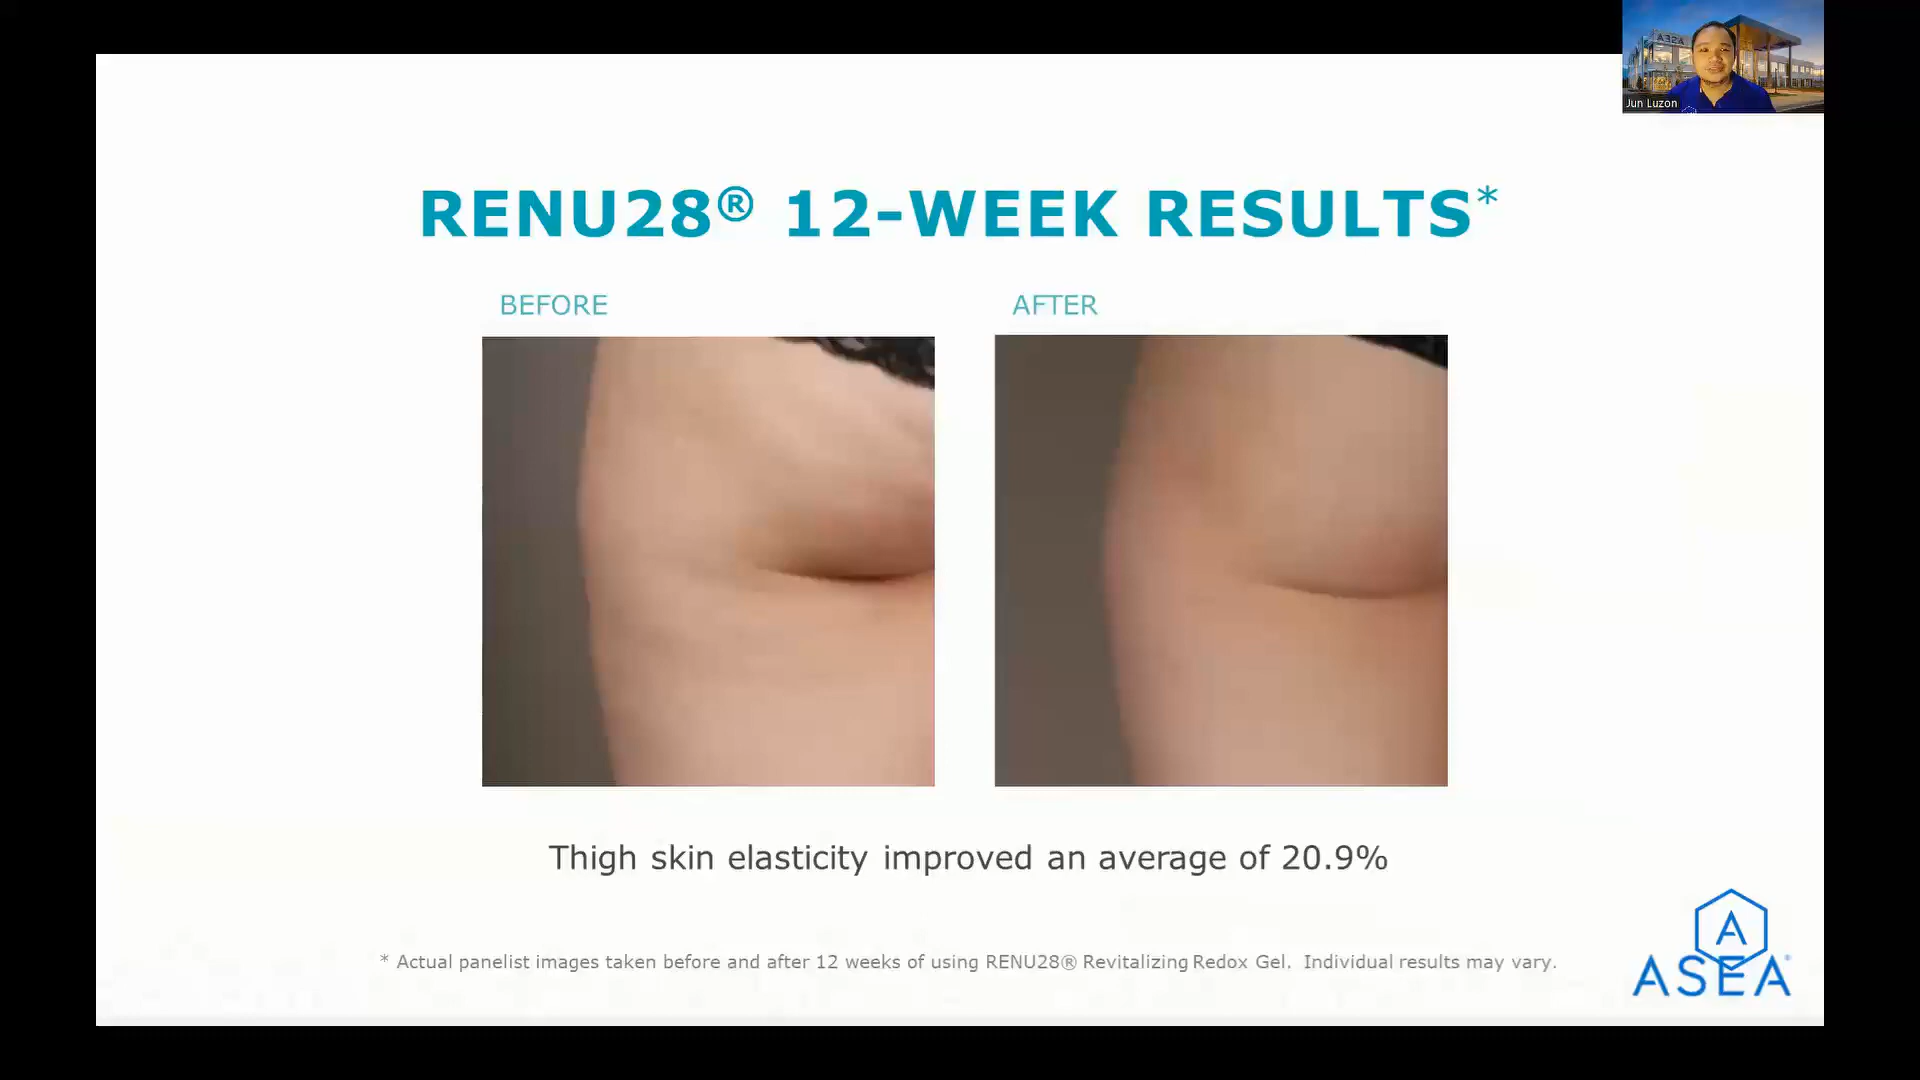 AƎƧA
Jun Luzon
RENU28® 12-WEEK RESULTS*
BEFORE
AFTER
Thigh skin elasticity improved an average of 20.9%
* Actual panelist images taken before and after 12 weeks of using RENU28® Revitalizing Redox Gel. Individual results may vary.
A
ASEA